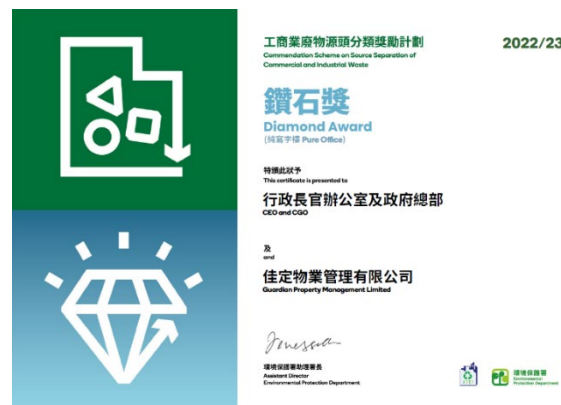 工商業廢物源頭分類獎勵計劃
2022/23
Commendation Scheme on Source Separation of
Commercial and Industrial Waste
鑽石獎
Diamond Award
(純寫字樓 Pure Office)
特頒此狀予
This certificate is presented to
行政長官辦公室及政府總部
CEO and CGO
及
and
佳定物業管理有限公司
Guardian Property Management Limited
環境保護署助理署長
Assistant Director
Environmental Protection Department
環境保護署
Environmental
Protection Department